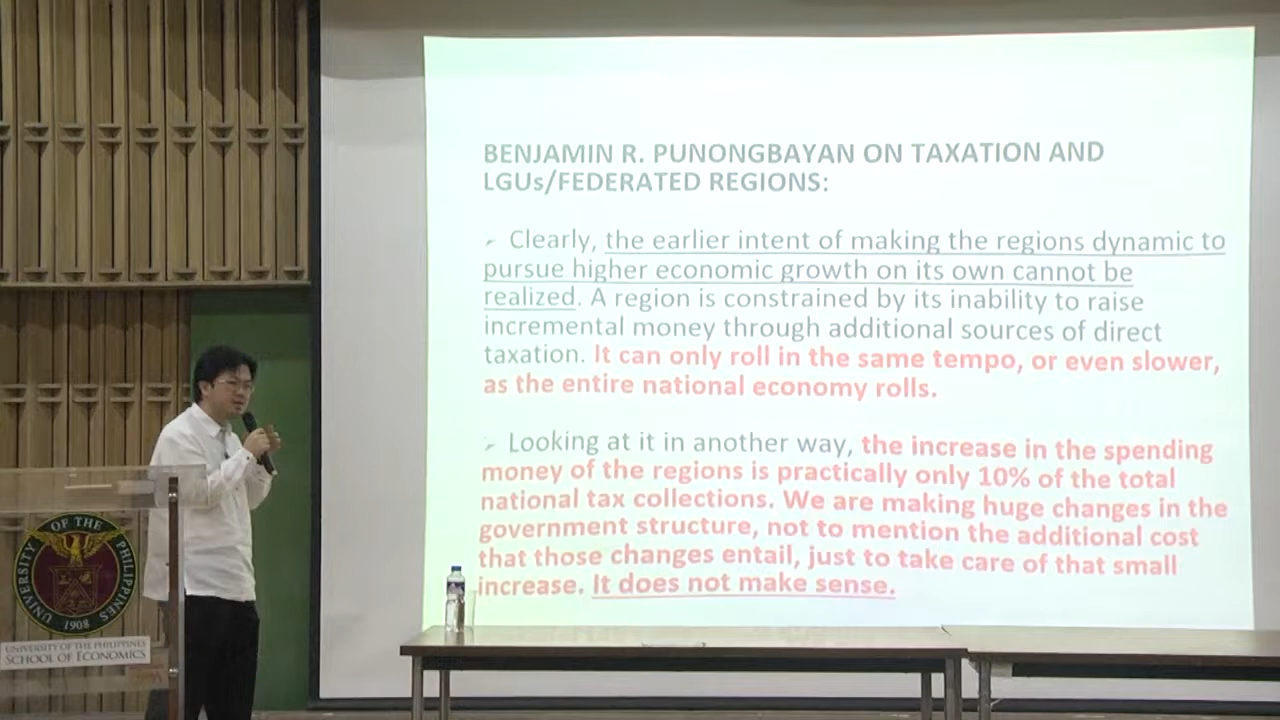 BENJAMIN R. PUNONGBAYAN ON TAXATION AND
LGUs/FEDERATED REGIONS:
Clearly, the earlier intent of making the regions dynamic to
pursue higher economic growth on its own cannot be
realized. A region is constrained by its inability to raise
incremental money through additional sources of direct
taxation. It can only roll in the same tempo, or even slower,
as the entire national economy rolls.
Looking at it in another way, the increase in the spending
money of the regions is practically only 10% of the total
national tax collections. We are making huge changes in the
government structure, not to mention the additional cost
that those changes entail, just to take care of that small
increase. It does not make sense.
UNIVERSITY OF THE PHILIPPINES
1908
UNIVERSITY OF THE PHILIPPINES
SCHOOL OF ECONOMICS